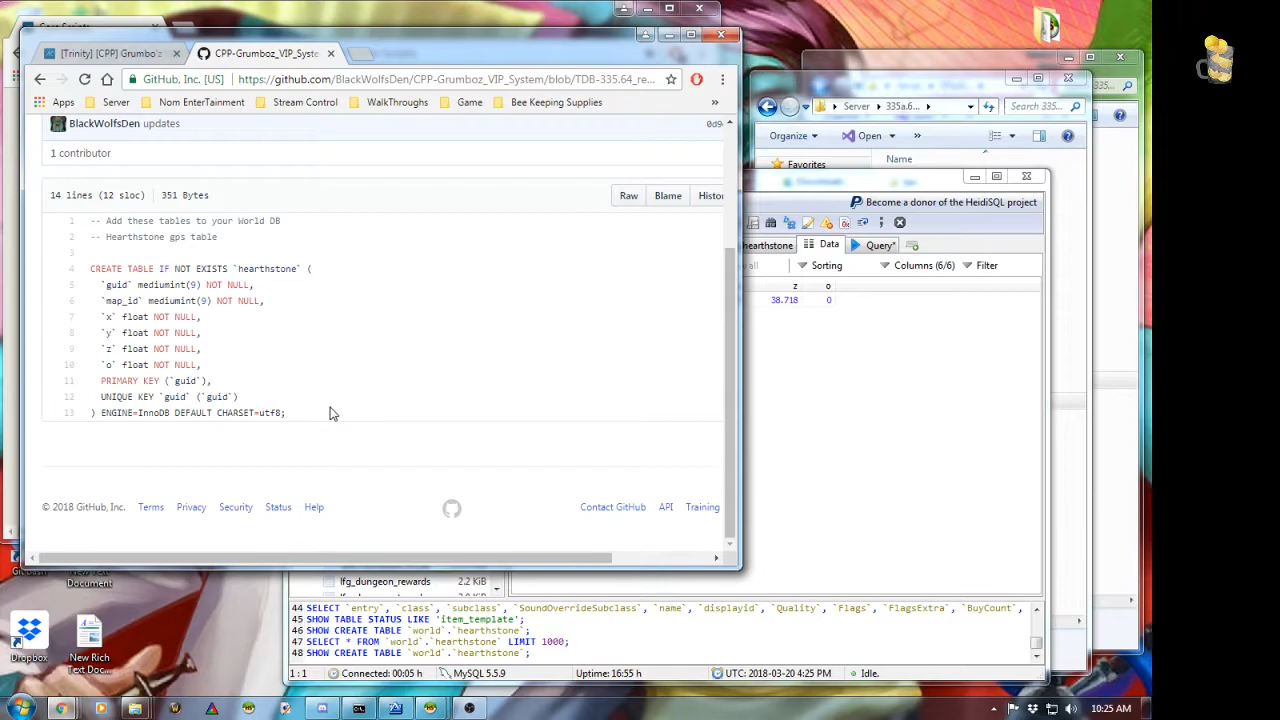 [Trinity] [CPP] Grumbo'z
CPP-Grumboz_VIP_Syste
GitHub, Inc. [US]
https://github.com/BlackWolfsDen/CPP-Grumboz_VIP_System/blob/TDB-335.64_re...
Apps
Server
Nom EnterTainment
Stream Control
WalkThroughs
Game
Bee Keeping Supplies
»
BlackWolfsDen updates
0d9
1 contributor
14 lines (12 sloc)
351 Bytes
Raw
Blame
Histor
1 -- Add these tables to your World DB
2 -- Hearthstone gps table
3
4 CREATE TABLE IF NOT EXISTS `hearthstone` (
5 `guid` mediumint(9) NOT NULL,
6 `map_id` mediumint(9) NOT NULL,
7 `x` float NOT NULL,
8 `y` float NOT NULL,
9 `z` float NOT NULL,
10 `o` float NOT NULL,
11 PRIMARY KEY (`guid`),
12 UNIQUE KEY `guid` (`guid`)
13 ) ENGINE=InnoDB DEFAULT CHARSET=utf8;
© 2018 GitHub, Inc.
Terms
Privacy
Security
Status
Help
Contact GitHub
API
Training
Server
335a.6...
Search 335...
Organize
Open
»
Favorites
Name
Become a donor of the HeidiSQL project
hearthstone
Data
Query*
Sorting
Columns (6/6)
Filter
z
o
38.718
0
lfg_dungeon_rewards
2.2 KiB
44 SELECT `entry`, `class`, `subclass`, `SoundOverrideSubclass`, `name`, `displayid`, `Quality`, `Flags`, `FlagsExtra`, `BuyCount`,
45 SHOW TABLE STATUS LIKE 'item_template';
46 SHOW CREATE TABLE `world`.`hearthstone`;
47 SELECT * FROM `world`.`hearthstone` LIMIT 1000;
48 SHOW CREATE TABLE `world`.`hearthstone`;
1 : 1
Connected: 00:05 h
MySQL 5.5.9
Uptime: 16:55 h
UTC: 2018-03-20 4:25 PM
Idle.
Document
Dropbox
New Rich
Text Doc...
10:25 AM